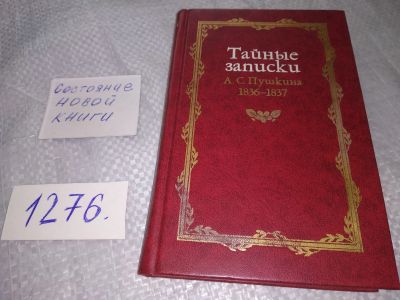 Состояние
новой
книги
1276.
Тайные
записки
А. С. Пушкина
1836–1837